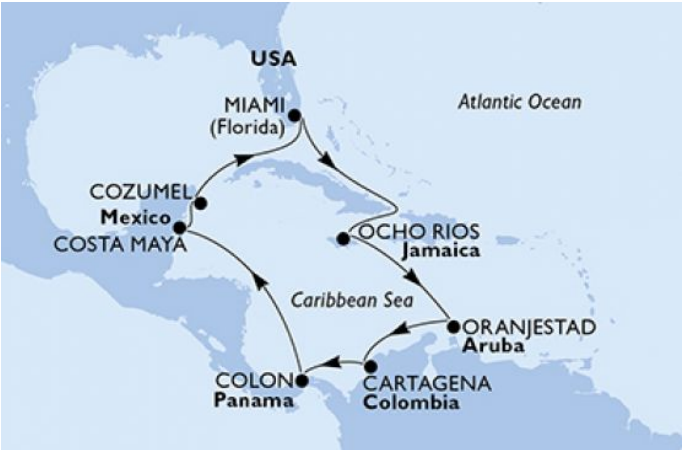 USA
Atlantic Ocean
MIAMI
(Florida)
COZUMEL
Mexico
COSTA MAYA
OCHO RIOS
Jamaica
Caribbean Sea
ORANJESTAD
Aruba
COLON
Panama
CARTAGENA
Colombia